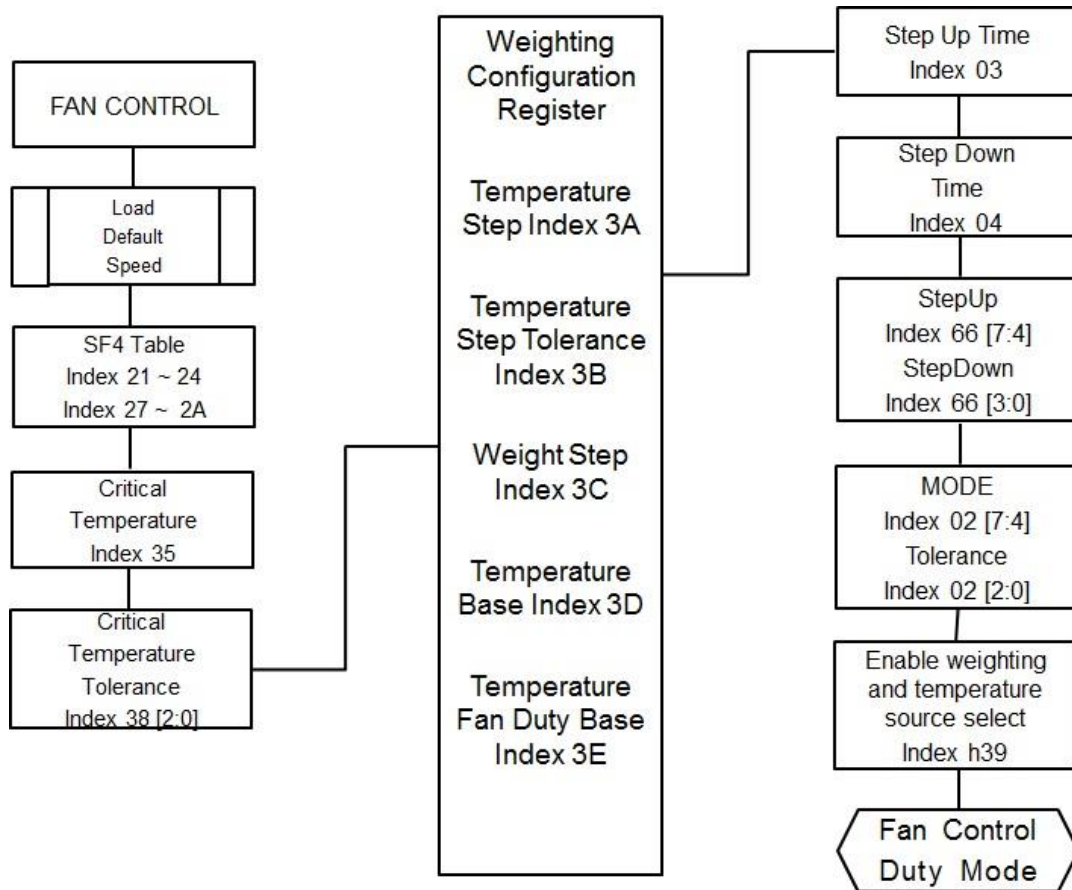 FAN CONTROL
Load
Default
Speed
SF4 Table
Index 21 ~ 24
Index 27 ~ 2A
Critical
Temperature
Index 35
Critical
Temperature
Tolerance
Index 38 [2:0]
Weighting
Configuration
Register
Temperature
Step Index 3A
Temperature
Step Tolerance
Index 3B
Weight Step
Index 3C
Temperature
Base Index 3D
Temperature
Fan Duty Base
Index 3E
Step Up Time
Index 03
Step Down
Time
Index 04
StepUp
Index 66 [7:4]
StepDown
Index 66 [3:0]
MODE
Index 02 [7:4]
Tolerance
Index 02 [2:0]
Enable weighting
and temperature
source select
Index h39
Fan Control
Duty Mode